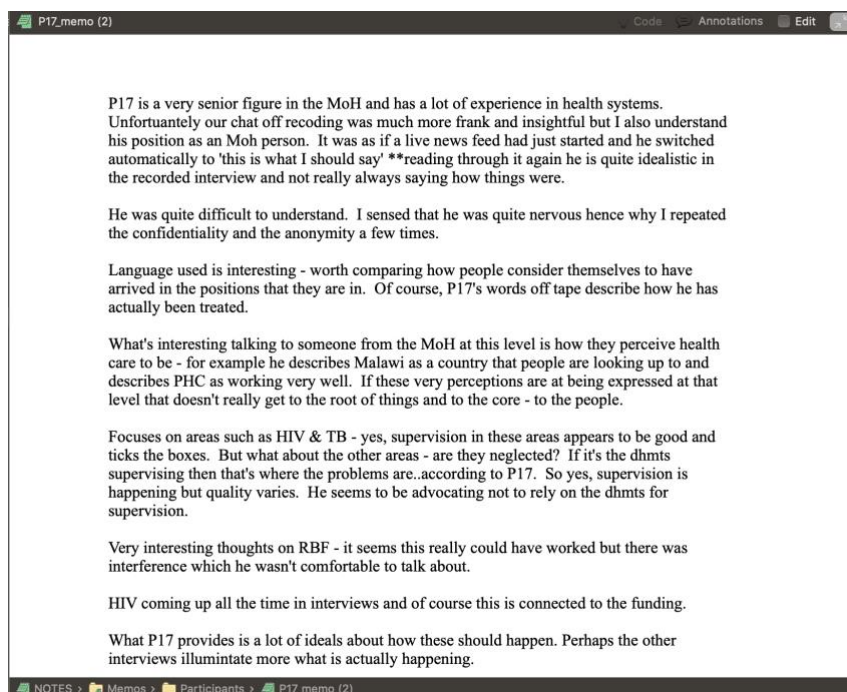 P17_memo (2)
Code
Annotations
Edit
P17 is a very senior figure in the MoH and has a lot of experience in health systems.
Unfortuantely our chat off recoding was much more frank and insightful but I also understand
his position as an Moh person.  It was as if a live news feed had just started and he switched
automatically to 'this is what I should say' **reading through it again he is quite idealistic in
the recorded interview and not really always saying how things were.
He was quite difficult to understand.  I sensed that he was quite nervous hence why I repeated
the confidentiality and the anonymity a few times.
Language used is interesting - worth comparing how people consider themselves to have
arrived in the positions that they are in.  Of course, P17's words off tape describe how he has
actually been treated.
What's interesting talking to someone from the MoH at this level is how they perceive health
care to be - for example he describes Malawi as a country that people are looking up to and
describes PHC as working very well.  If these very perceptions are at being expressed at that
level that doesn't really get to the root of things and to the core - to the people.
Focuses on areas such as HIV & TB - yes, supervision in these areas appears to be good and
ticks the boxes.  But what about the other areas - are they neglected?  If it's the dhmts
supervising then that's where the problems are..according to P17.  So yes, supervision is
happening but quality varies.  He seems to be advocating not to rely on the dhmts for
supervision.
Very interesting thoughts on RBF - it seems this really could have worked but there was
interference which he wasn't comfortable to talk about.
HIV coming up all the time in interviews and of course this is connected to the funding.
What P17 provides is a lot of ideals about how these should happen. Perhaps the other
interviews illumintate more what is actually happening.
NOTES > Memos > Participants > P17 memo (2)